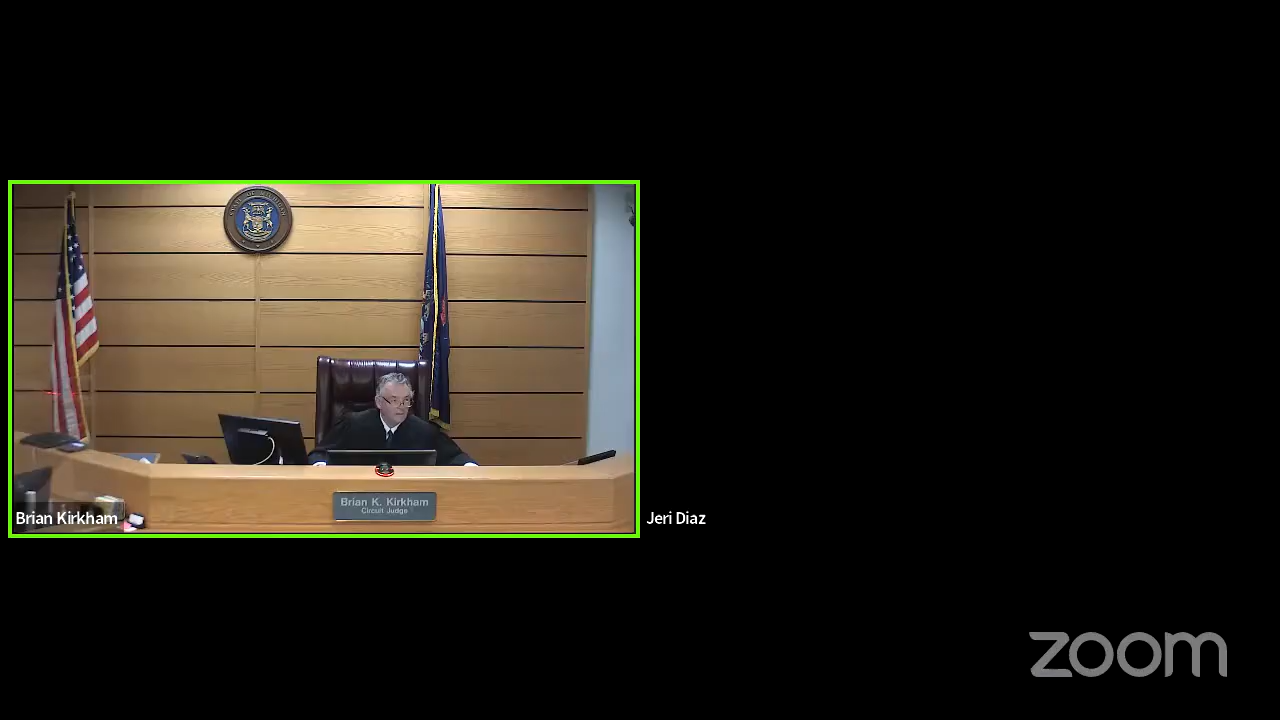 Brian K. Kirkham
Circuit Judge
Brian Kirkham
Jeri Diaz
zoom